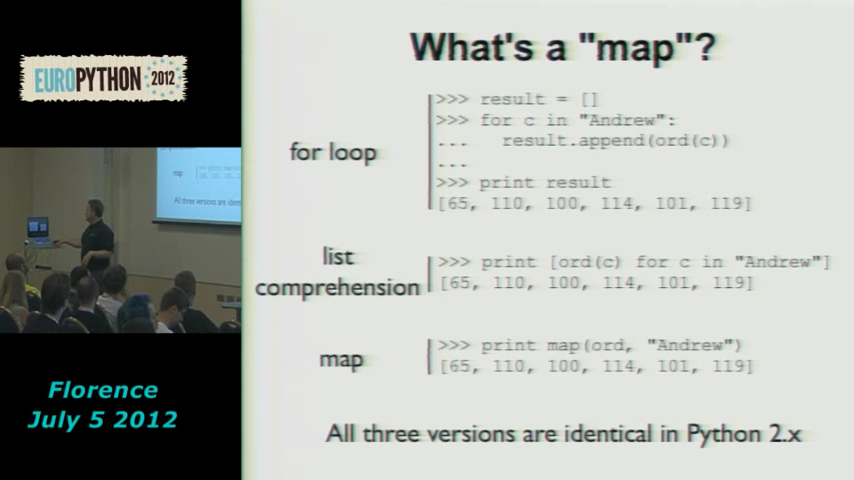 EUROPYTHON 2012
What's a "map"?
for loop
>>> result = []
>>> for c in "Andrew":
... result.append(ord(c))
...
>>> print result
[65, 110, 100, 114, 101, 119]
list
comprehension
>>> print [ord(c) for c in "Andrew"]
[65, 110, 100, 114, 101, 119]
map
>>> print map(ord, "Andrew")
[65, 110, 100, 114, 101, 119]
All three versions are identical in Python 2.x
map
Florence
July 5 2012